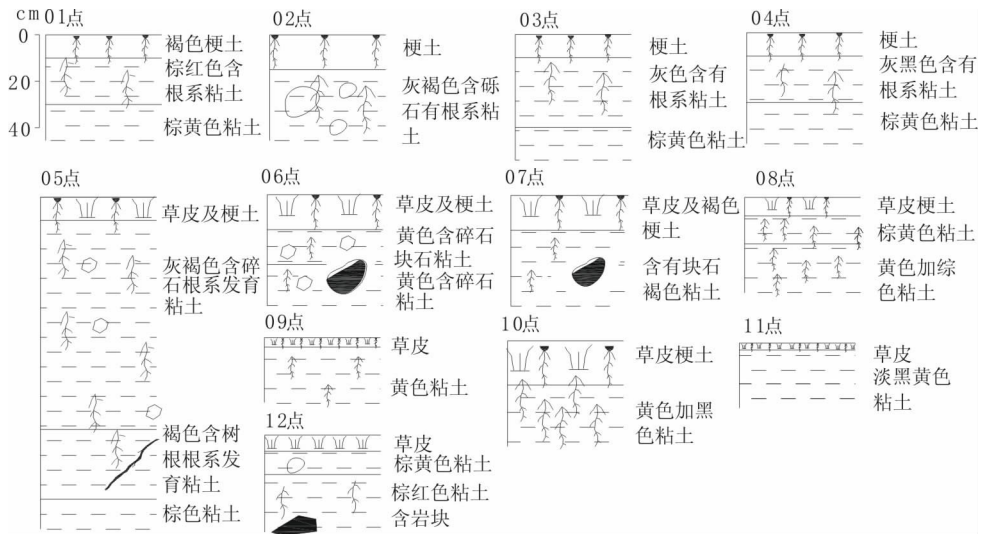 cm
0
20
40
01点
褐色梗土
棕红色含
根系粘土
棕黄色粘土
02点
梗土
灰褐色含砾
石有根系粘
土
03点
梗土
灰色含有
根系粘土
棕黄色粘土
04点
梗土
灰黑色含有
根系粘土
棕黄色粘土
05点
草皮及梗土
灰褐色含碎
石根系发育
粘土
褐色含树
根根系发
育粘土
棕色粘土
06点
草皮及梗土
黄色含碎石
块石粘土
黄色含碎石
粘土
07点
草皮及褐色
梗土
含有块石
褐色粘土
08点
草皮梗土
棕黄色粘土
黄色加综
色粘土
09点
草皮
黄色粘土
10点
草皮梗土
黄色加黑
色粘土
11点
草皮
淡黑黄色
粘土
12点
草皮
棕黄色粘土
棕红色粘土
含岩块